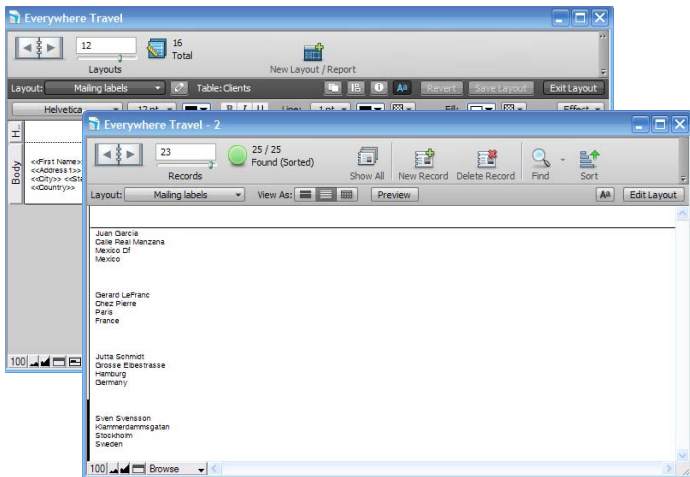 Everywhere Travel
12
16
Total
Layouts
New Layout / Report
Layout: Mailing labels Table: Clients Aa Revert Save Layout Exit Layout
Helvetica 12 pt B I U Line: 1 pt Fill: Effect
H...
Body
<<First Name>
<<Address 1>>
<<City>> <<Sta
<<Country>>
100
Everywhere Travel - 2
23
25 / 25
Found (Sorted)
Records
Show All New Record Delete Record Find Sort
Layout: Mailing labels View As: Preview Aa Edit Layout
Juan Garcia
Calle Real Manzana
Mexico Df
Mexico
Gerard LeFranc
Chez Pierre
Paris
France
Jutta Schmidt
Grosse Elbestrasse
Hamburg
Germany
Sven Svensson
Klammerdammsgatan
Stockholm
Sweden
100 Browse